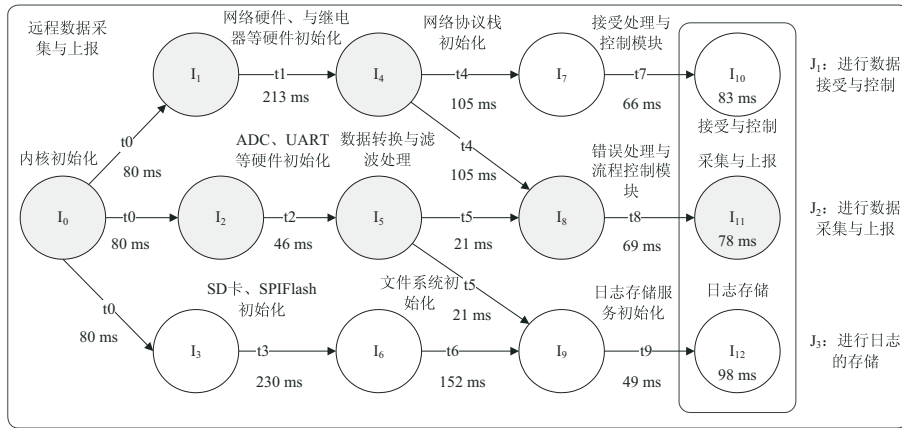 远程数据采
集与上报
网络硬件、与继电
器等硬件初始化
网络协议栈
初始化
接受处理与
控制模块
I1
t1
213 ms
I4
t4
105 ms
I7
t7
66 ms
I10
83 ms
接受与控制
J1：进行数据
接受与控制
t0
80 ms
t4
105 ms
内核初始化
ADC、UART
等硬件初始化
数据转换与滤
波处理
错误处理与
流程控制模
块
采集与上报
I0
t0
80 ms
I2
t2
46 ms
I5
t5
21 ms
I8
t8
69 ms
I11
78 ms
J2：进行数据
采集与上报
t0
80 ms
t5
21 ms
SD卡、SPIFlash
初始化
文件系统初
始化
日志存储服
务初始化
日志存储
I3
t3
230 ms
I6
t6
152 ms
I9
t9
49 ms
I12
98 ms
J3：进行日志
的存储